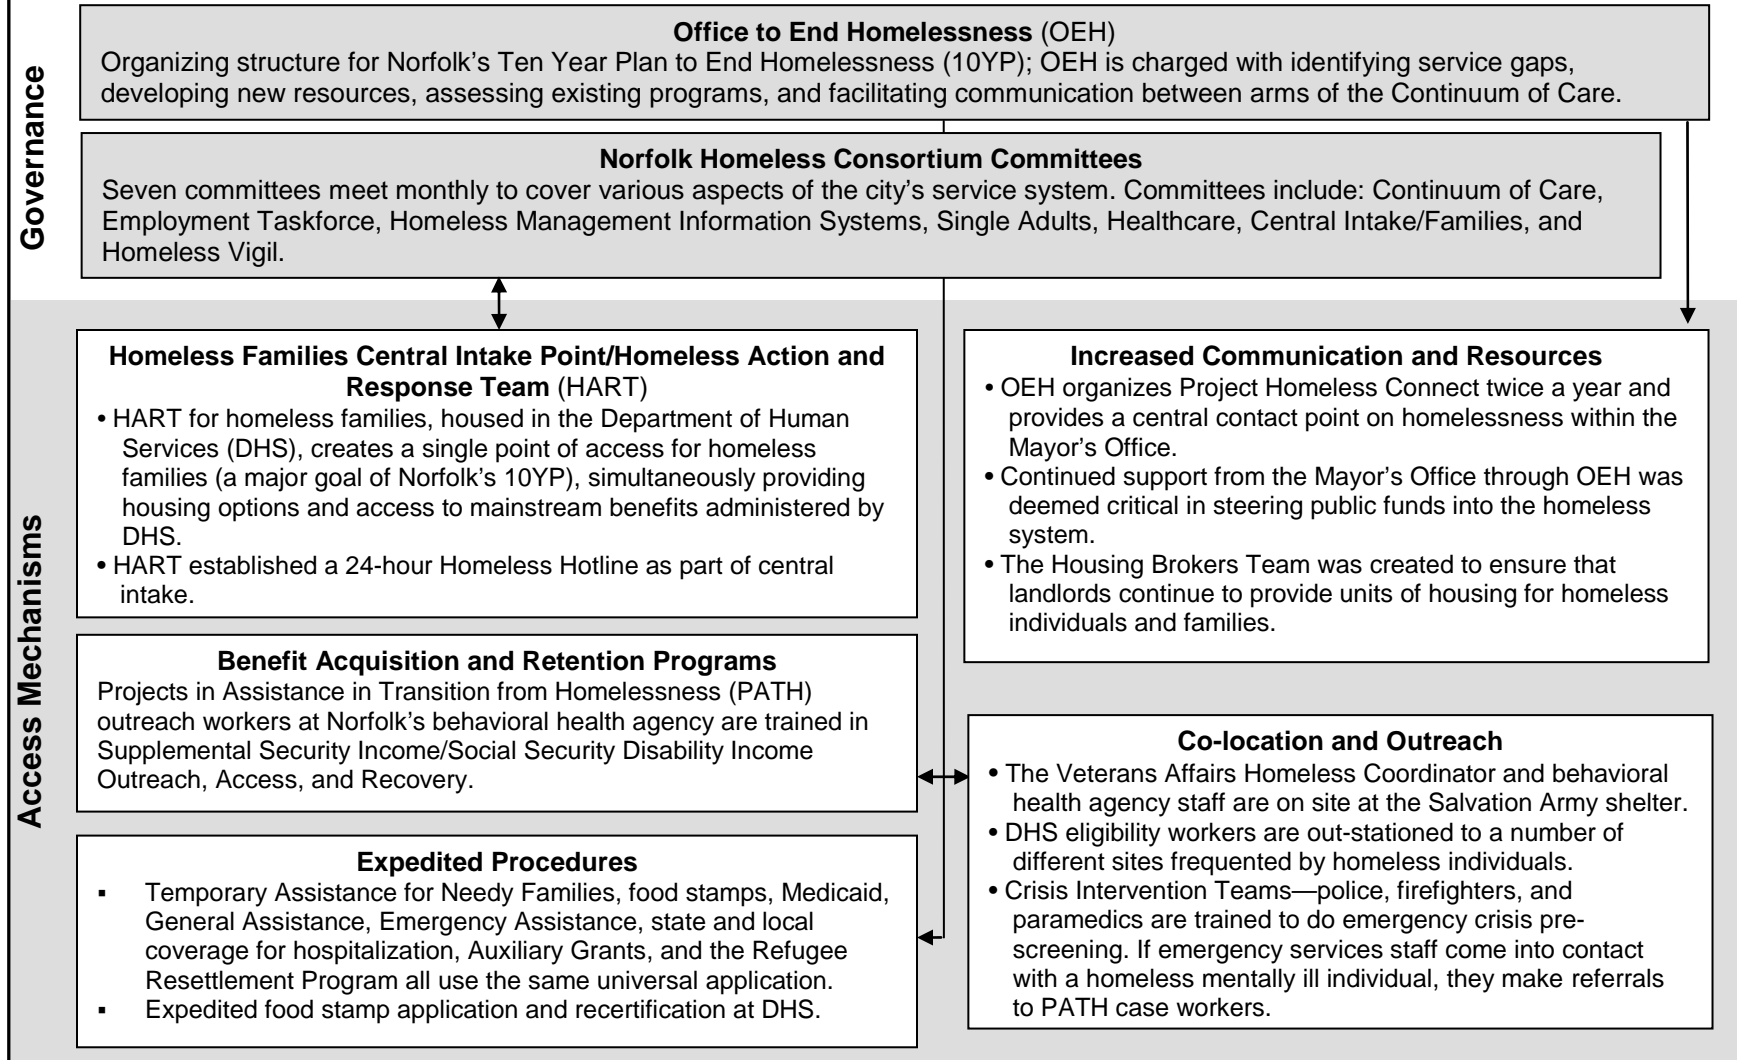 Governance
Office to End Homelessness (OEH)
Organizing structure for Norfolk’s Ten Year Plan to End Homelessness (10YP); OEH is charged with identifying service gaps,
developing new resources, assessing existing programs, and facilitating communication between arms of the Continuum of Care.
Norfolk Homeless Consortium Committees
Seven committees meet monthly to cover various aspects of the city’s service system. Committees include: Continuum of Care,
Employment Taskforce, Homeless Management Information Systems, Single Adults, Healthcare, Central Intake/Families, and
Homeless Vigil.
Access Mechanisms
Homeless Families Central Intake Point/Homeless Action and
Response Team (HART)
• HART for homeless families, housed in the Department of Human
Services (DHS), creates a single point of access for homeless
families (a major goal of Norfolk’s 10YP), simultaneously providing
housing options and access to mainstream benefits administered by
DHS.
• HART established a 24-hour Homeless Hotline as part of central
intake.
Benefit Acquisition and Retention Programs
Projects in Assistance in Transition from Homelessness (PATH)
outreach workers at Norfolk’s behavioral health agency are trained in
Supplemental Security Income/Social Security Disability Income
Outreach, Access, and Recovery.
Expedited Procedures
▪ Temporary Assistance for Needy Families, food stamps, Medicaid,
General Assistance, Emergency Assistance, state and local
coverage for hospitalization, Auxiliary Grants, and the Refugee
Resettlement Program all use the same universal application.
▪ Expedited food stamp application and recertification at DHS.
Increased Communication and Resources
• OEH organizes Project Homeless Connect twice a year and
provides a central contact point on homelessness within the
Mayor’s Office.
• Continued support from the Mayor’s Office through OEH was
deemed critical in steering public funds into the homeless
system.
• The Housing Brokers Team was created to ensure that
landlords continue to provide units of housing for homeless
individuals and families.
Co-location and Outreach
• The Veterans Affairs Homeless Coordinator and behavioral
health agency staff are on site at the Salvation Army shelter.
• DHS eligibility workers are out-stationed to a number of
different sites frequented by homeless individuals.
• Crisis Intervention Teams—police, firefighters, and
paramedics are trained to do emergency crisis pre-
screening. If emergency services staff come into contact
with a homeless mentally ill individual, they make referrals
to PATH case workers.